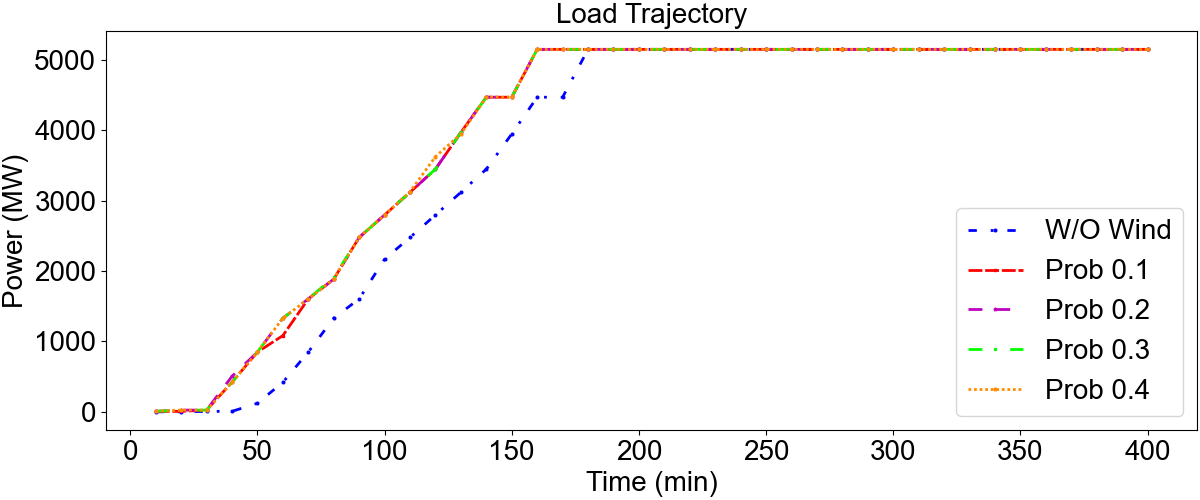 Load Trajectory
Power (MW)
5000
4000
3000
2000
1000
0
W/O Wind
Prob 0.1
Prob 0.2
Prob 0.3
Prob 0.4
0 50 100 150 200 250 300 350 400
Time (min)